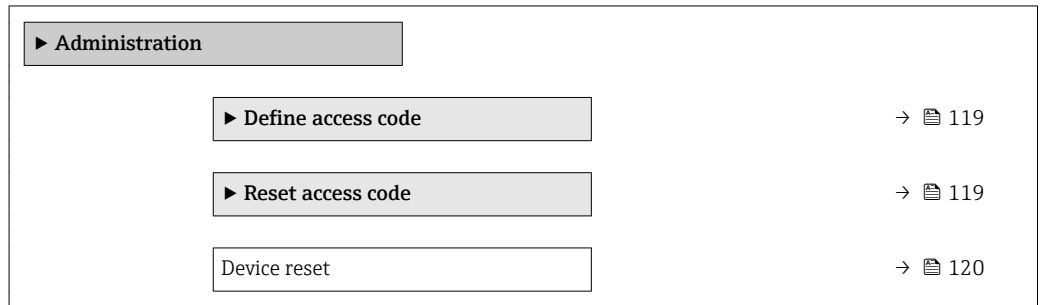 ▶ Administration
▶ Define access code → 119
▶ Reset access code → 119
Device reset → 120